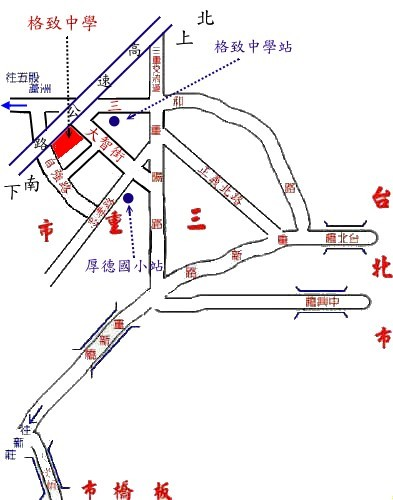 格致中學
北
上
高
速
公
路
南
下
三重交流道
格致中學站
往五股
蘆洲
三
和
路
大智街
自強路
重
陽
路
正義北路
三
重
市
台
北
市
厚德國小站
台北橋
重
新
路
中興橋
重
新
橋
往
新
莊
板橋市